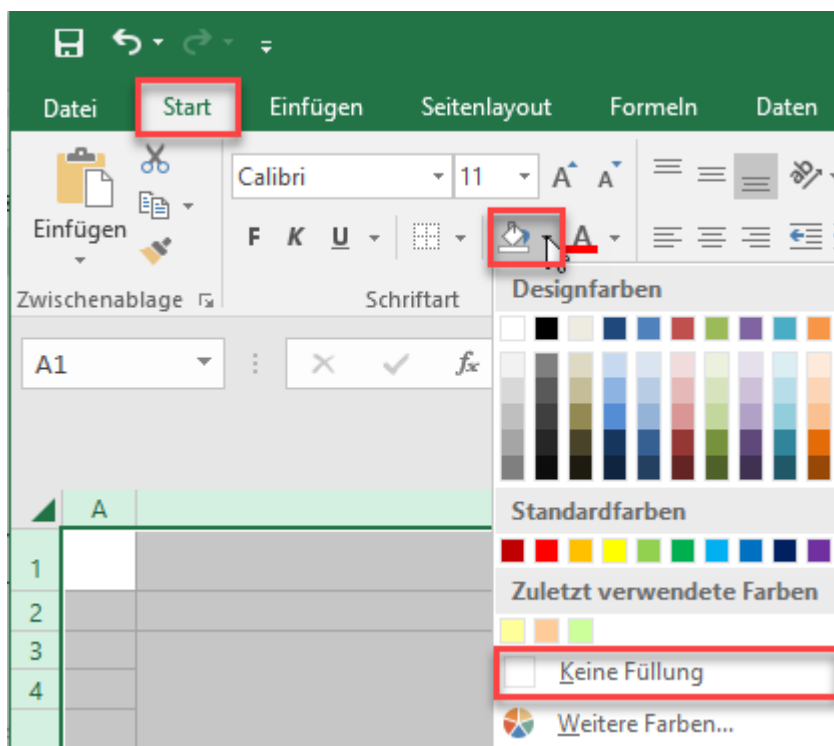 Datei Start Einfügen Seitenlayout Formeln Daten
Calibri 11 A A
Einfügen
F K U A
Zwischenablage Schriftart
Designfarben
A1 fx
A
Standardfarben
1
Zuletzt verwendete Farben
2
3
Keine Füllung
4
Weitere Farben...